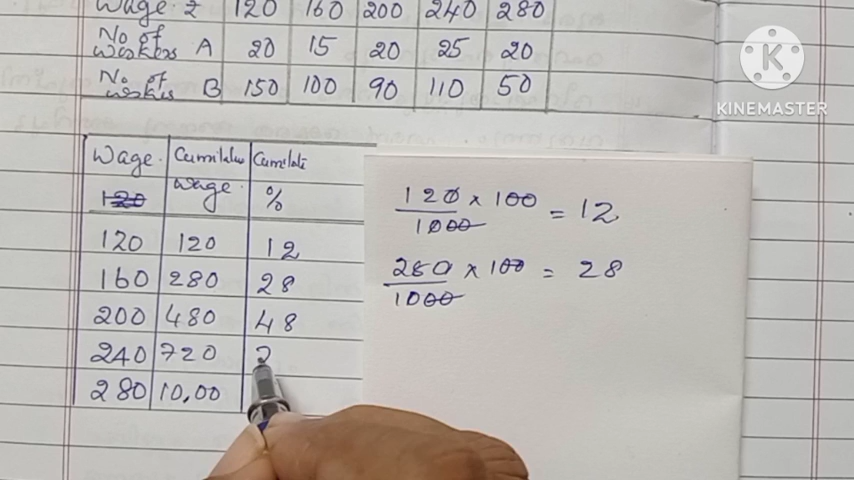 Wage ₹ 120 160 200 240 280
No of workers A 20 15 20 25 20
No of workers B 150 100 90 110 50
K
KINEMASTER
Wage. Cumilative wage. Cumulate %
120
120 120 12
160 280 28
200 480 48
240 720
280 10,00
120 × 100 / 1000 = 12
280 × 100 / 1000 = 28